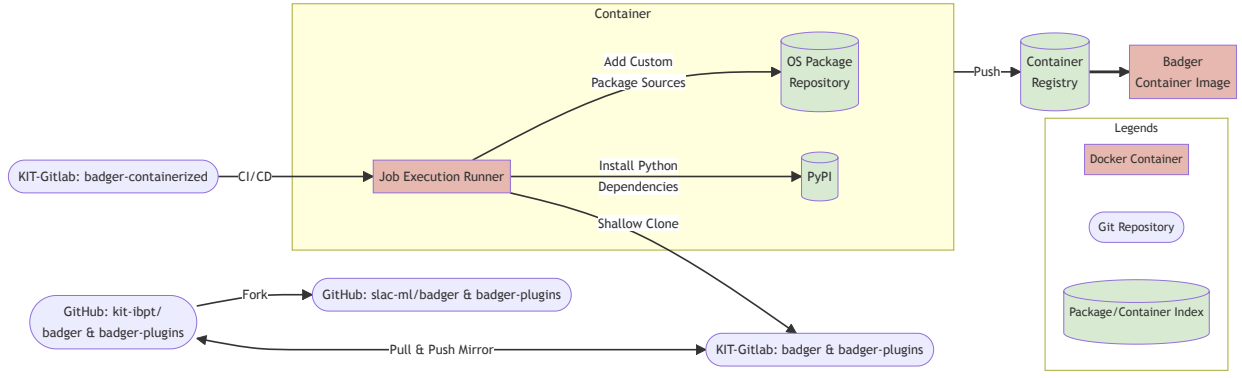 Container
Add Custom
Package Sources
OS Package
Repository
Push
Container
Registry
Badger
Container Image
Legends
Docker Container
KIT-Gitlab: badger-containerized
CI/CD
Job Execution Runner
Install Python
Dependencies
PyPI
Shallow Clone
Git Repository
Package/Container Index
GitHub: kit-ibpt/
badger & badger-plugins
Fork
GitHub: slac-ml/badger & badger-plugins
Pull & Push Mirror
KIT-Gitlab: badger & badger-plugins